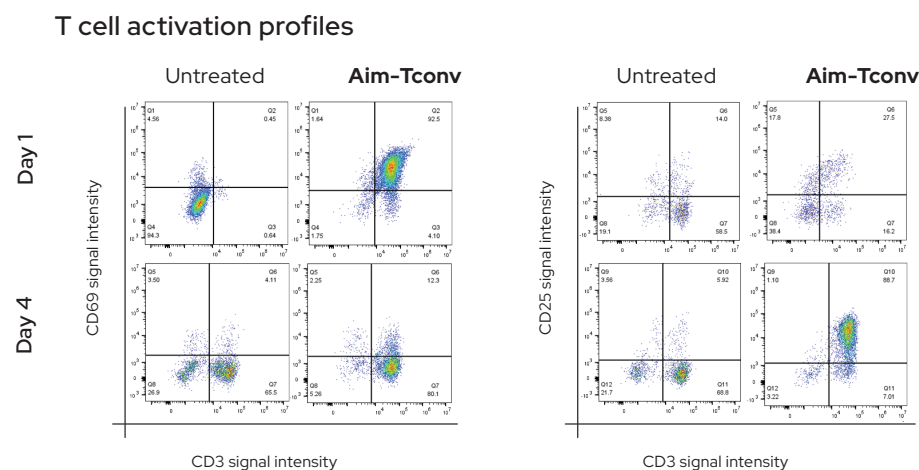 T cell activation profiles
Untreated
Aim-Tconv
Untreated
Aim-Tconv
Day 1
Day 4
CD69 signal intensity
CD25 signal intensity
Q1
4.56
Q2
0.45
Q4
94.3
Q3
0.64
Q1
1.64
Q2
92.5
Q4
1.75
Q3
4.10
Q5
8.38
Q6
14.0
Q8
19.1
Q7
58.5
Q5
17.8
Q6
27.5
Q8
38.4
Q7
16.2
Q5
3.50
Q6
4.11
Q8
26.9
Q7
65.5
Q5
2.25
Q6
12.3
Q8
5.26
Q7
80.1
Q9
3.56
Q10
5.92
Q12
21.7
Q11
68.8
Q9
1.10
Q10
88.7
Q12
3.22
Q11
7.01
CD3 signal intensity
CD3 signal intensity